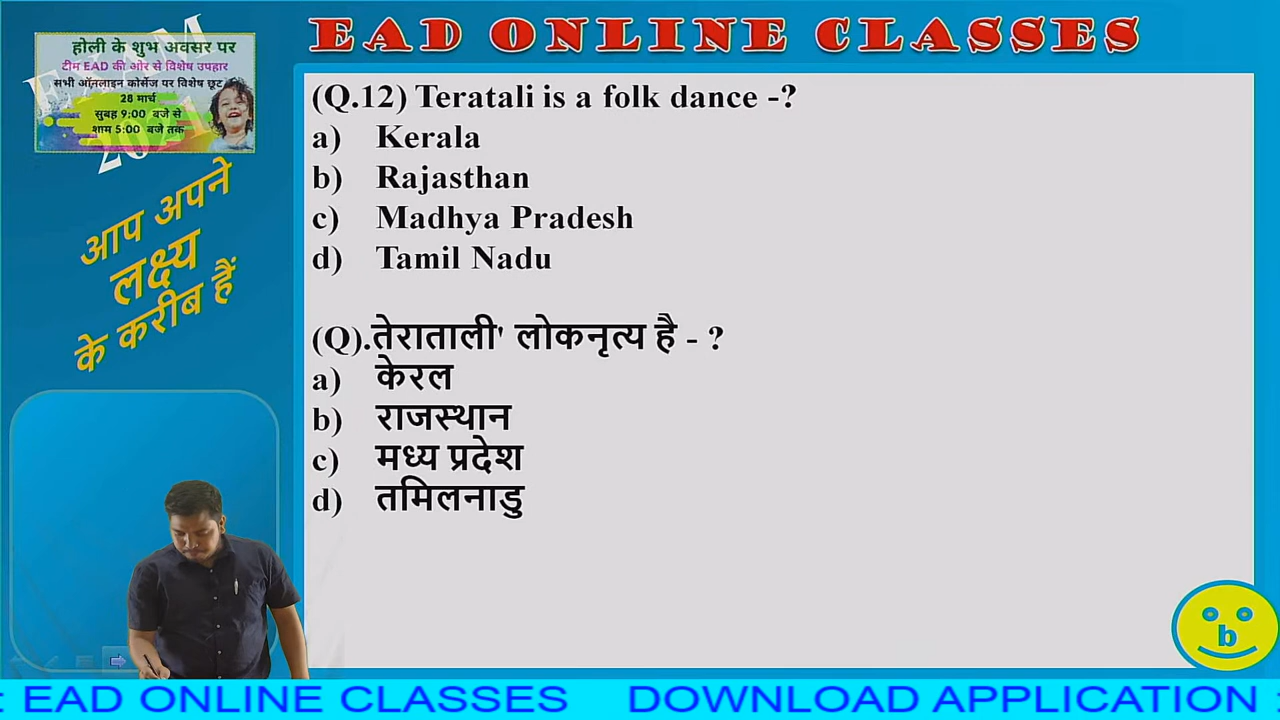 EAD ONLINE CLASSES
होली के शुभ अवसर पर
टीम EAD की ओर से विशेष उपहार
सभी ऑनलाइन कोर्सेज पर विशेष छूट
28 मार्च
सुबह 9:00 बजे से
शाम 5:00 बजे तक
आप अपने
लक्ष्य
के करीब हैं
(Q.12) Teratali is a folk dance -?
a) Kerala
b) Rajasthan
c) Madhya Pradesh
d) Tamil Nadu
(Q).तेराताली' लोकनृत्य है - ?
a) केरल
b) राजस्थान
c) मध्य प्रदेश
d) तमिलनाडु
b
: EAD ONLINE CLASSES DOWNLOAD APPLICATION :